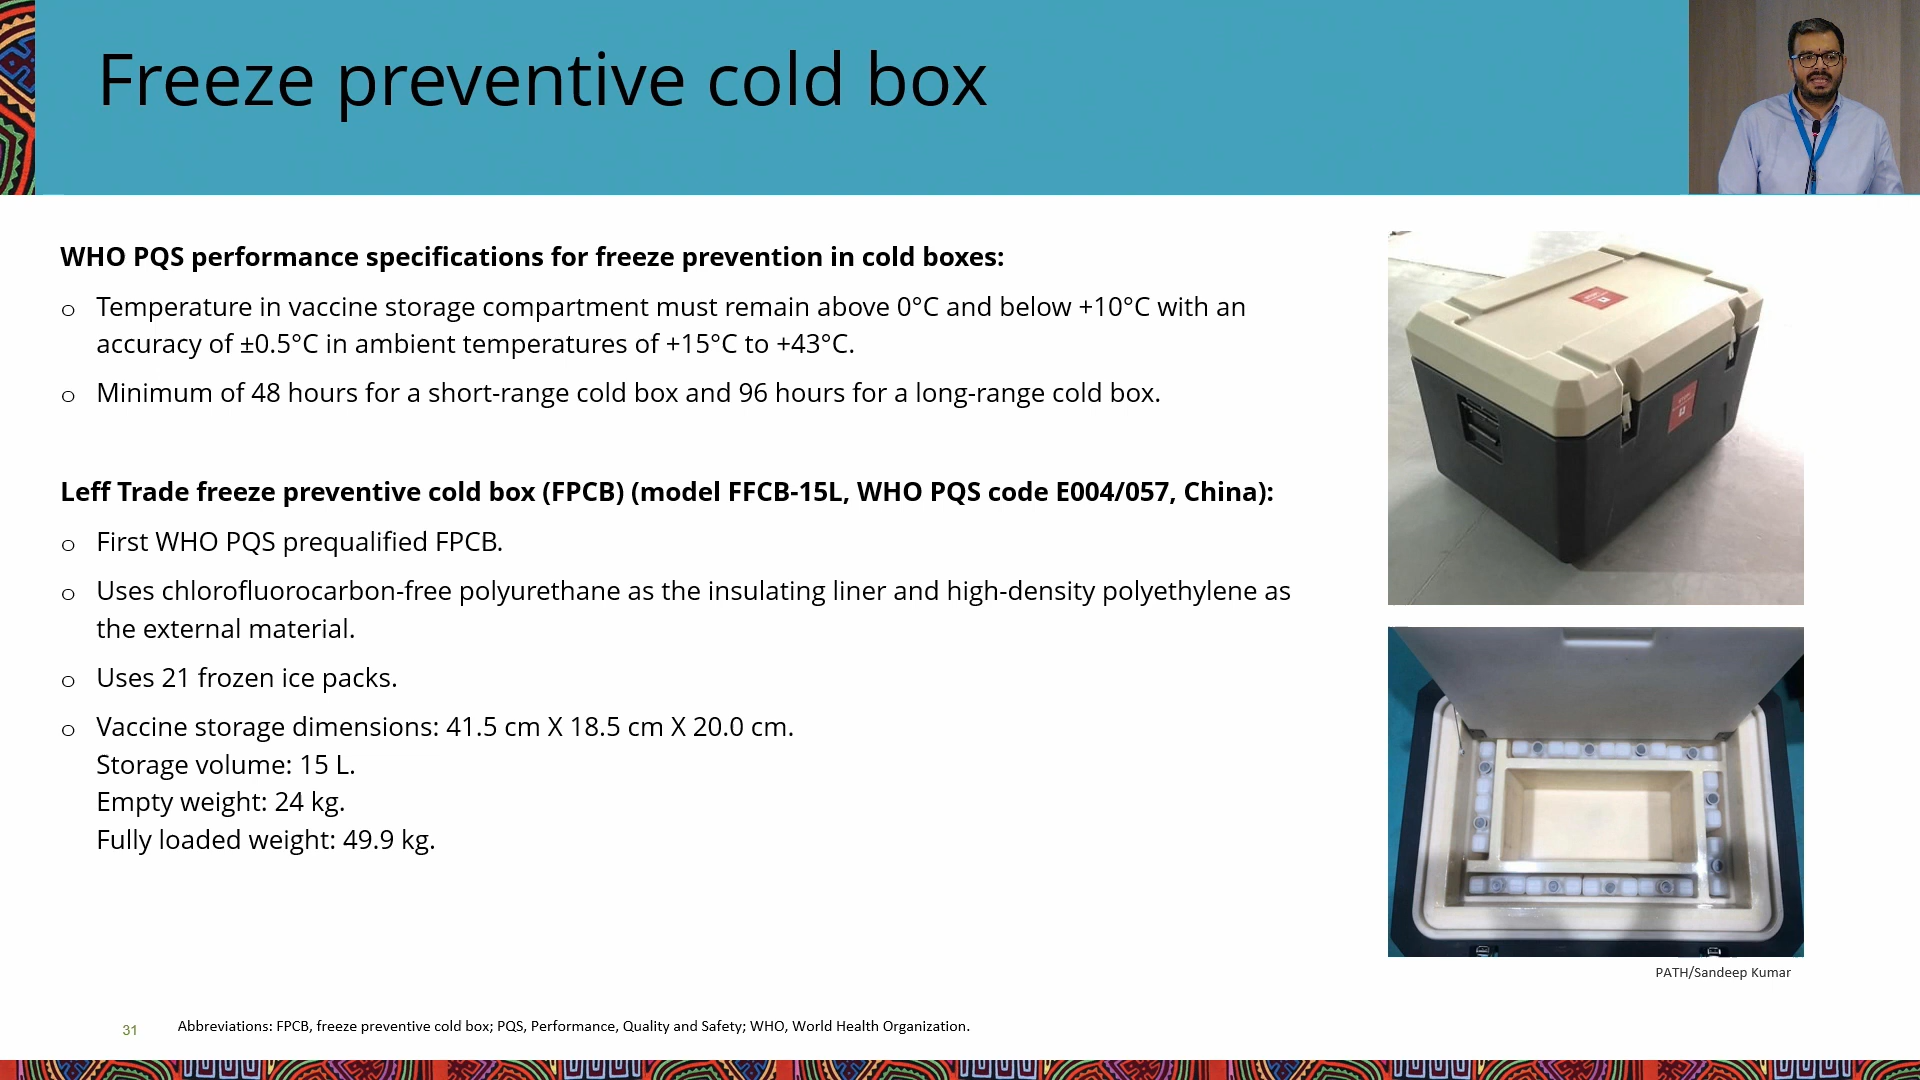 Freeze preventive cold box
WHO PQS performance specifications for freeze prevention in cold boxes:
o Temperature in vaccine storage compartment must remain above 0°C and below +10°C with an
accuracy of ±0.5°C in ambient temperatures of +15°C to +43°C.
o Minimum of 48 hours for a short-range cold box and 96 hours for a long-range cold box.
Leff Trade freeze preventive cold box (FPCB) (model FFCB-15L, WHO PQS code E004/057, China):
o First WHO PQS prequalified FPCB.
o Uses chlorofluorocarbon-free polyurethane as the insulating liner and high-density polyethylene as
the external material.
o Uses 21 frozen ice packs.
o Vaccine storage dimensions: 41.5 cm X 18.5 cm X 20.0 cm.
Storage volume: 15 L.
Empty weight: 24 kg.
Fully loaded weight: 49.9 kg.
PATH/Sandeep Kumar
31
Abbreviations: FPCB, freeze preventive cold box; PQS, Performance, Quality and Safety; WHO, World Health Organization.